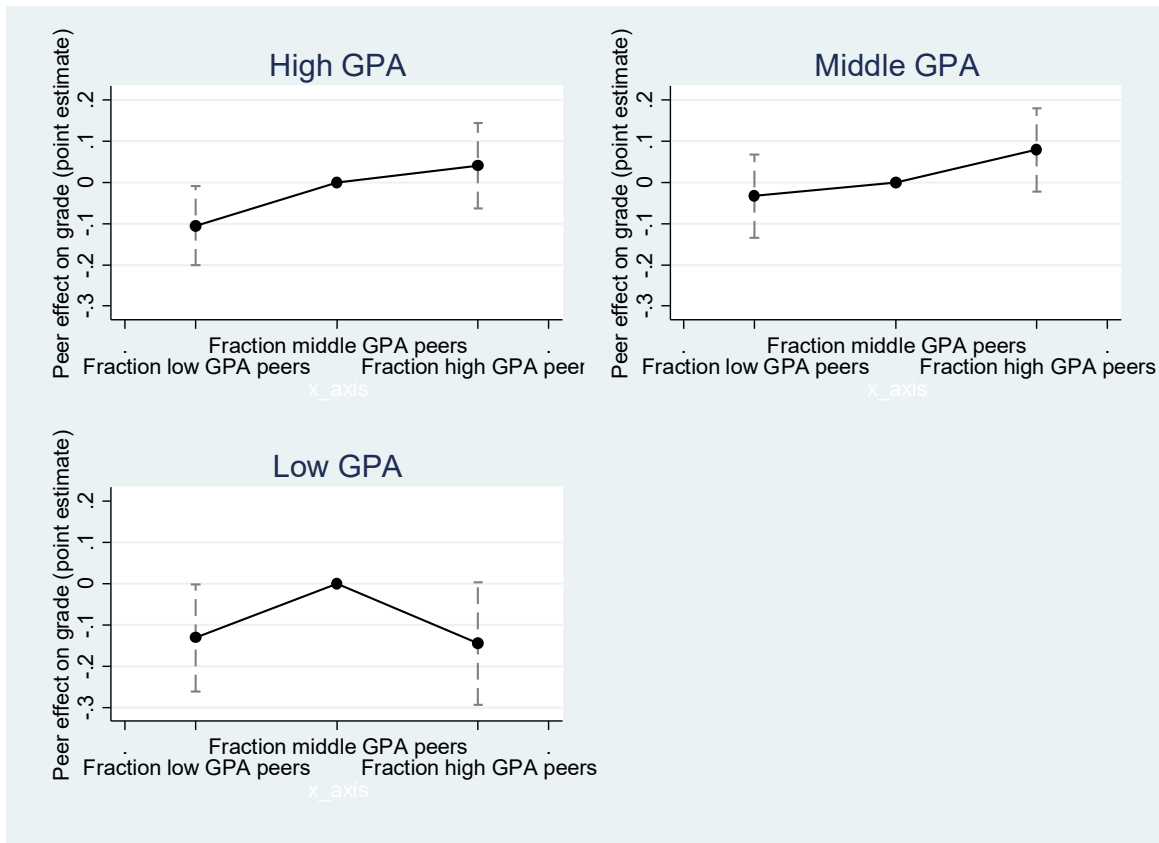 High GPA
Peer effect on grade (point estimate)
.2
.1
0
-.1
-.2
-.3
. Fraction middle GPA peers .
Fraction low GPA peers Fraction high GPA peer
x_axis
Middle GPA
Peer effect on grade (point estimate)
.2
.1
0
-.1
-.2
-.3
. Fraction middle GPA peers .
Fraction low GPA peers Fraction high GPA peers
x_axis
Low GPA
Peer effect on grade (point estimate)
.2
.1
0
-.1
-.2
-.3
. Fraction middle GPA peers .
Fraction low GPA peers Fraction high GPA peers
x_axis